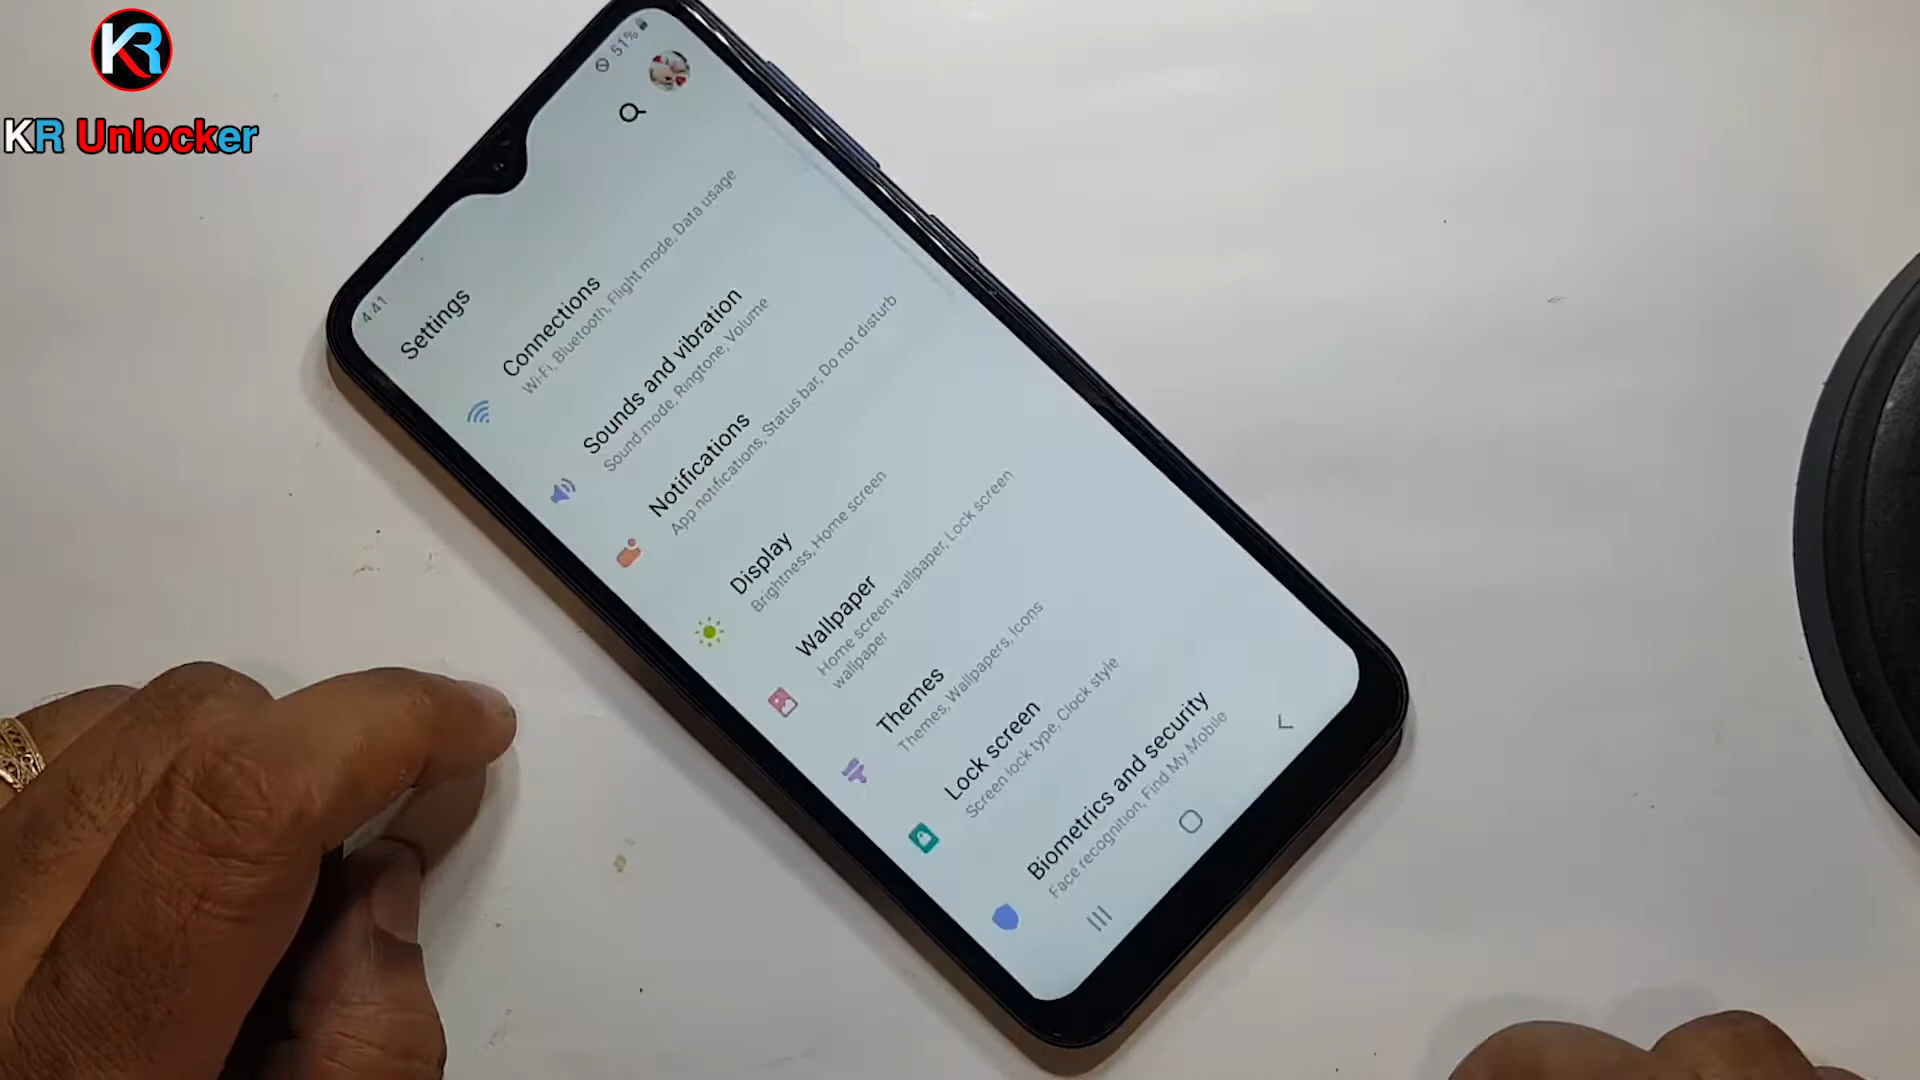 KR
KR Unlocker
4:41
51%
Settings
Connections
Wi-Fi, Bluetooth, Flight mode, Data usage
Sounds and vibration
Sound mode, Ringtone, Volume
Notifications
App notifications, Status bar, Do not disturb
Display
Brightness, Home screen
Wallpaper
Home screen wallpaper, Lock screen
wallpaper
Themes
Themes, Wallpapers, Icons
Lock screen
Screen lock type, Clock style
Biometrics and security
Face recognition, Find My Mobile